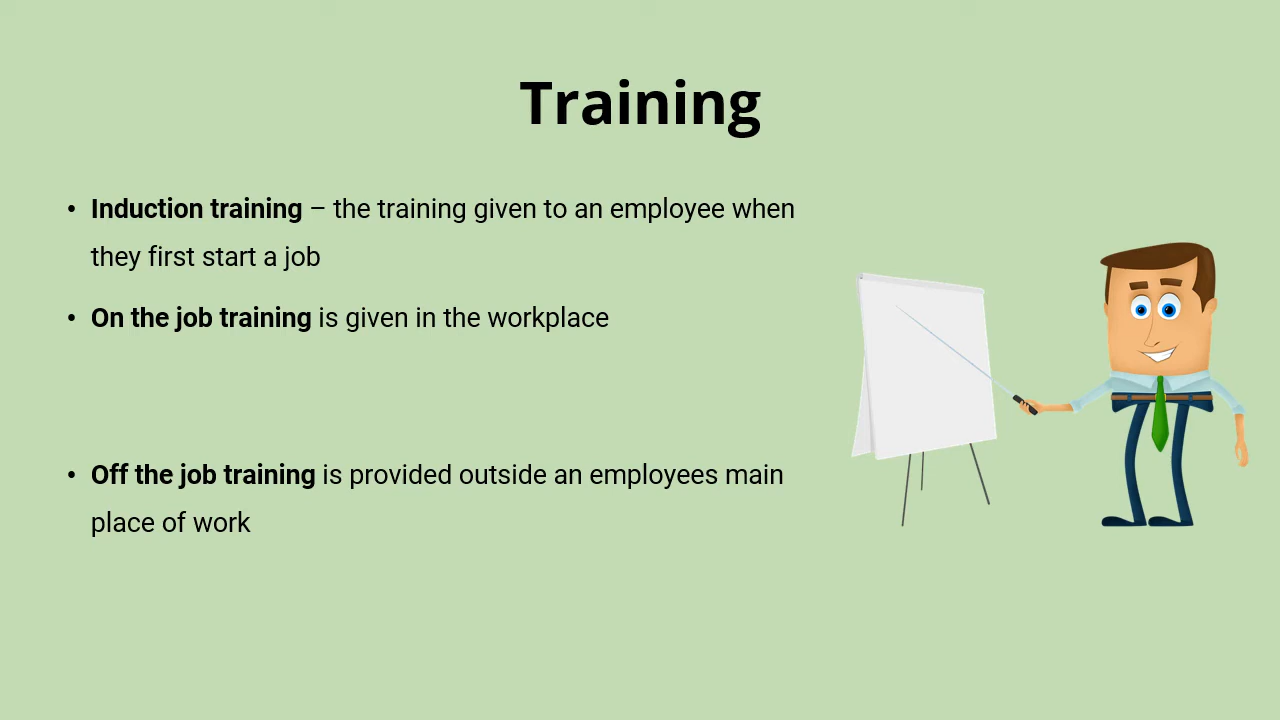 Training
• Induction training – the training given to an employee when
they first start a job
• On the job training is given in the workplace
• Off the job training is provided outside an employees main
place of work